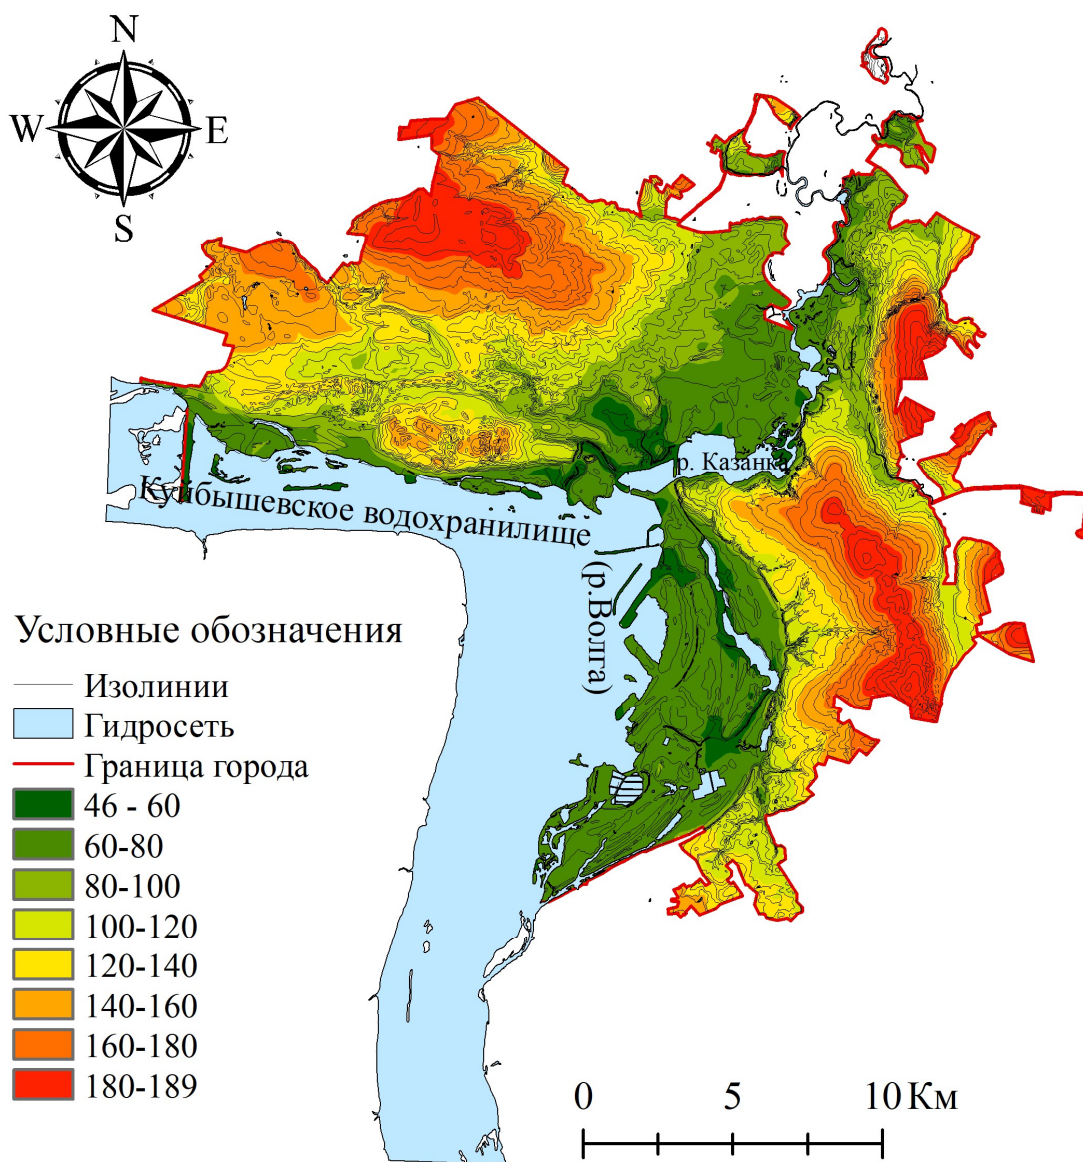 N
W
E
S
р. Казанка
Куйбышевское водохранилище
(р.Волга)
Условные обозначения
Изолинии
Гидросеть
Граница города
46 - 60
60-80
80-100
100-120
120-140
140-160
160-180
180-189
0 5 10 Км